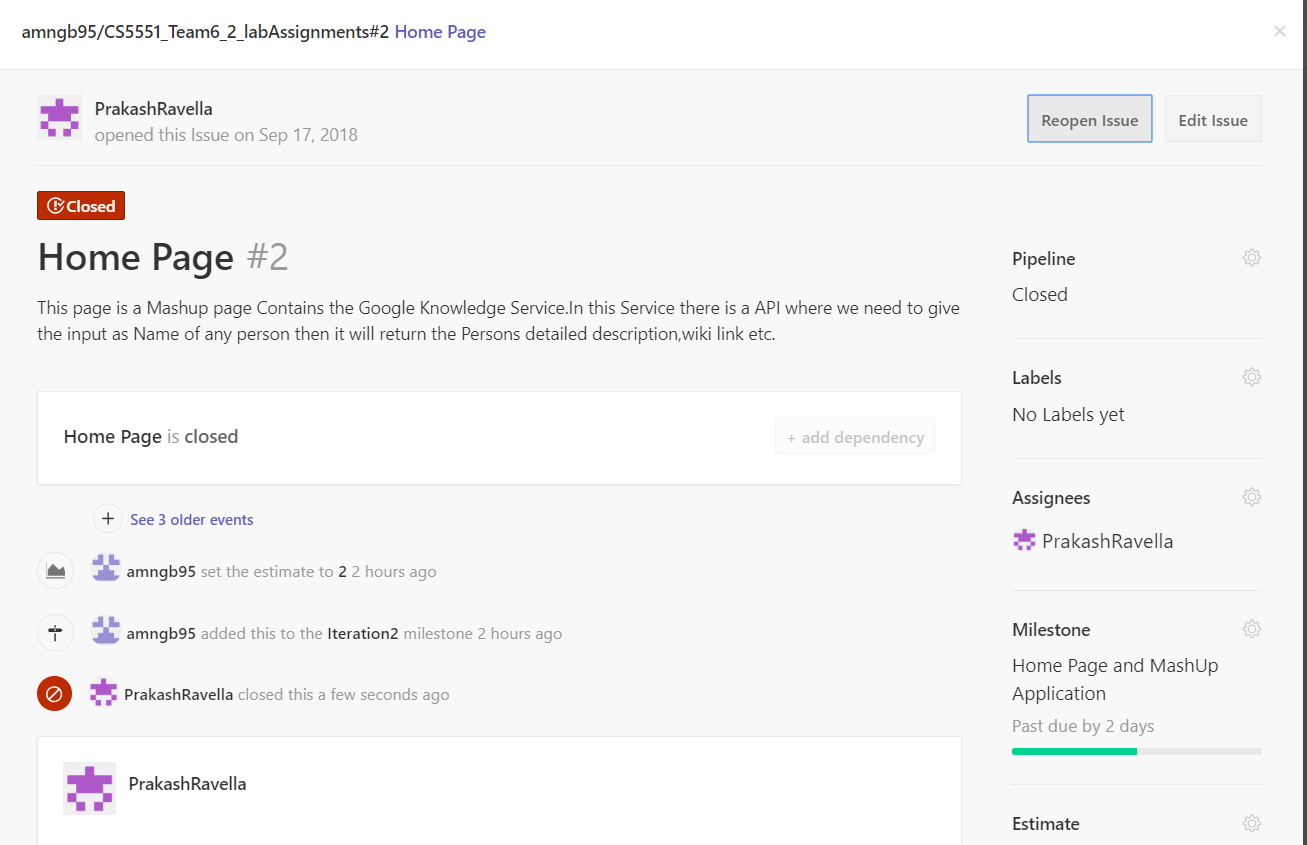 amngb95/CS5551_Team6_2_labAssignments#2 Home Page
PrakashRavella
opened this Issue on Sep 17, 2018
Reopen Issue
Edit Issue
Closed
Home Page #2
This page is a Mashup page Contains the Google Knowledge Service.In this Service there is a API where we need to give
the input as Name of any person then it will return the Persons detailed description,wiki link etc.
Home Page is closed
+ add dependency
See 3 older events
amngb95 set the estimate to 2 2 hours ago
amngb95 added this to the Iteration2 milestone 2 hours ago
PrakashRavella closed this a few seconds ago
PrakashRavella
Pipeline
Closed
Labels
No Labels yet
Assignees
PrakashRavella
Milestone
Home Page and MashUp
Application
Past due by 2 days
Estimate